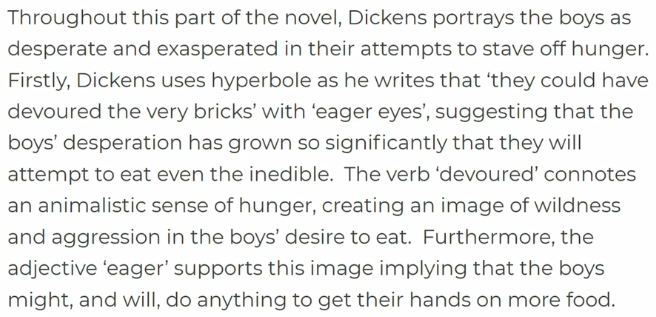 Throughout this part of the novel, Dickens portrays the boys as
desperate and exasperated in their attempts to stave off hunger.
Firstly, Dickens uses hyperbole as he writes that ‘they could have
devoured the very bricks’ with ‘eager eyes’, suggesting that the
boys’ desperation has grown so significantly that they will
attempt to eat even the inedible.  The verb ‘devoured’ connotes
an animalistic sense of hunger, creating an image of wildness
and aggression in the boys’ desire to eat.  Furthermore, the
adjective ‘eager’ supports this image implying that the boys
might, and will, do anything to get their hands on more food.